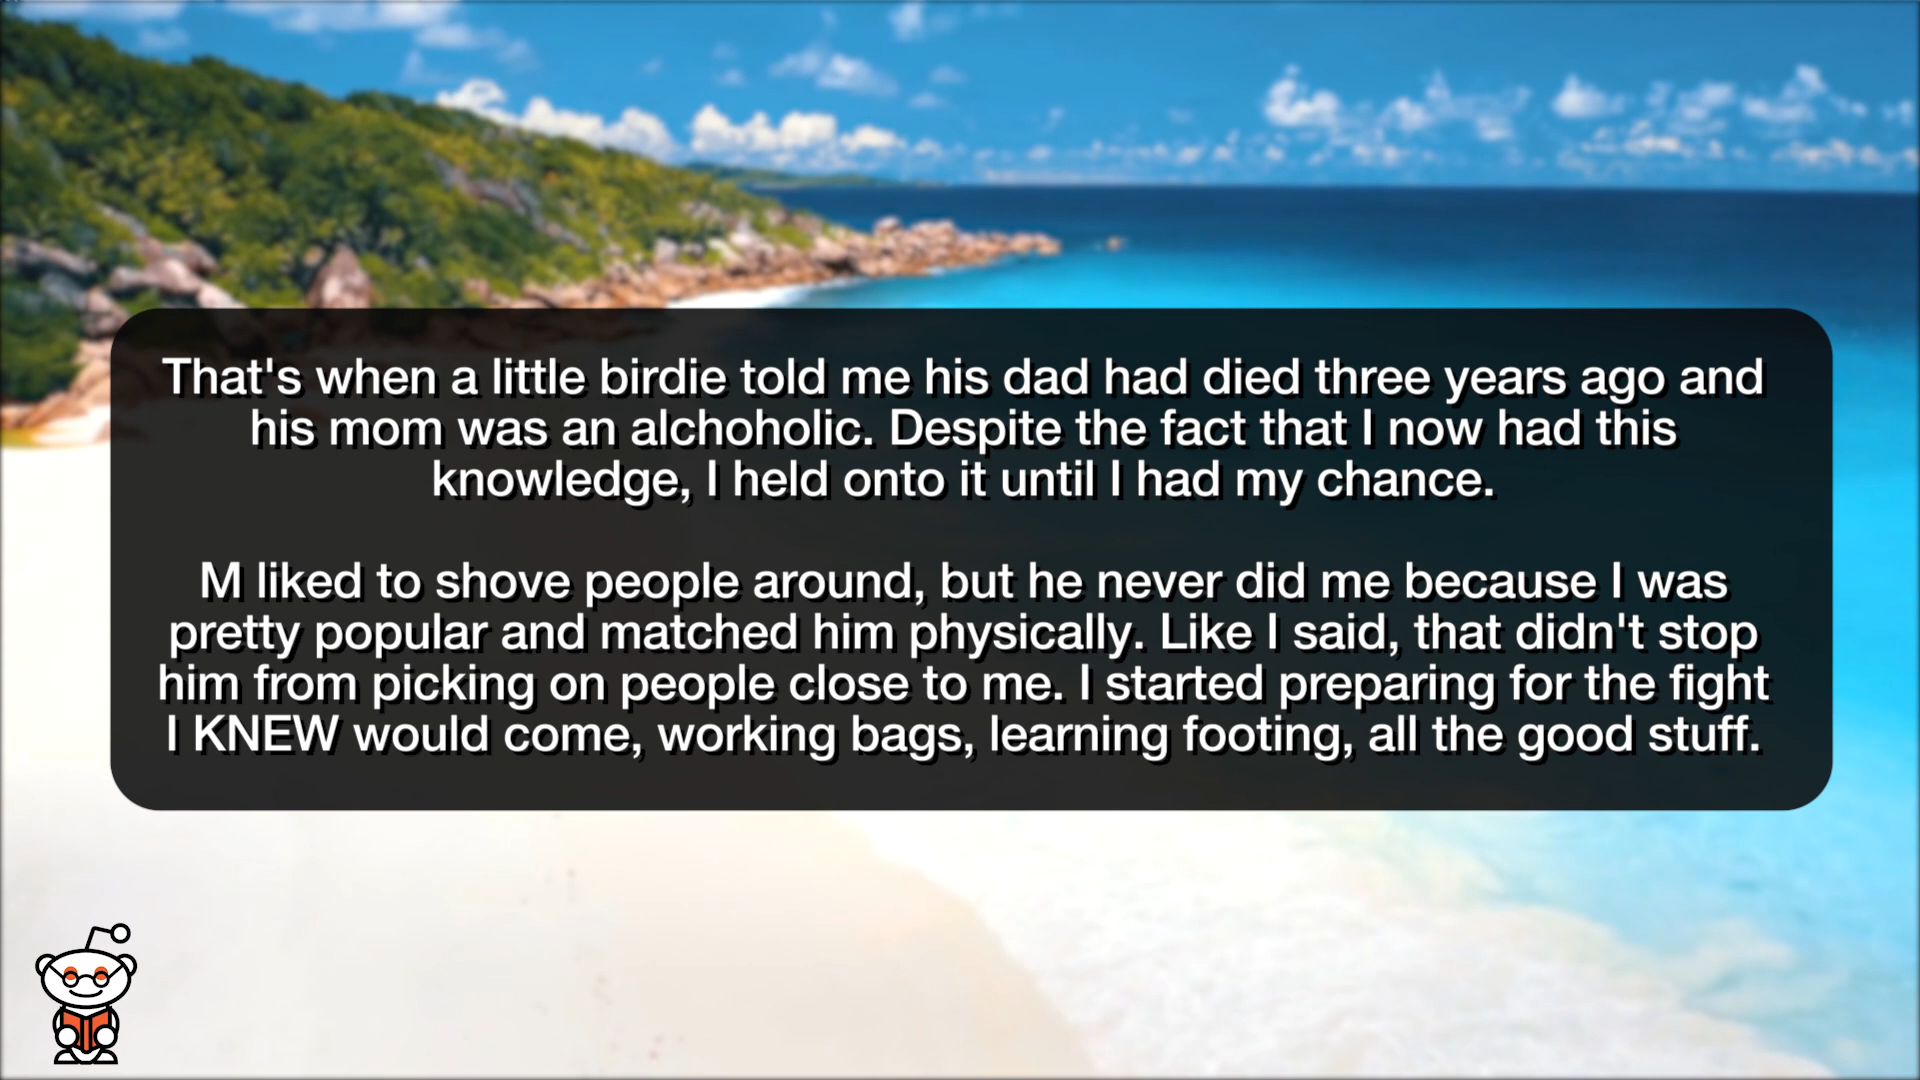 That's when a little birdie told me his dad had died three years ago and
his mom was an alchoholic. Despite the fact that I now had this
knowledge, I held onto it until I had my chance.
M liked to shove people around, but he never did me because I was
pretty popular and matched him physically. Like I said, that didn't stop
him from picking on people close to me. I started preparing for the fight
I KNEW would come, working bags, learning footing, all the good stuff.